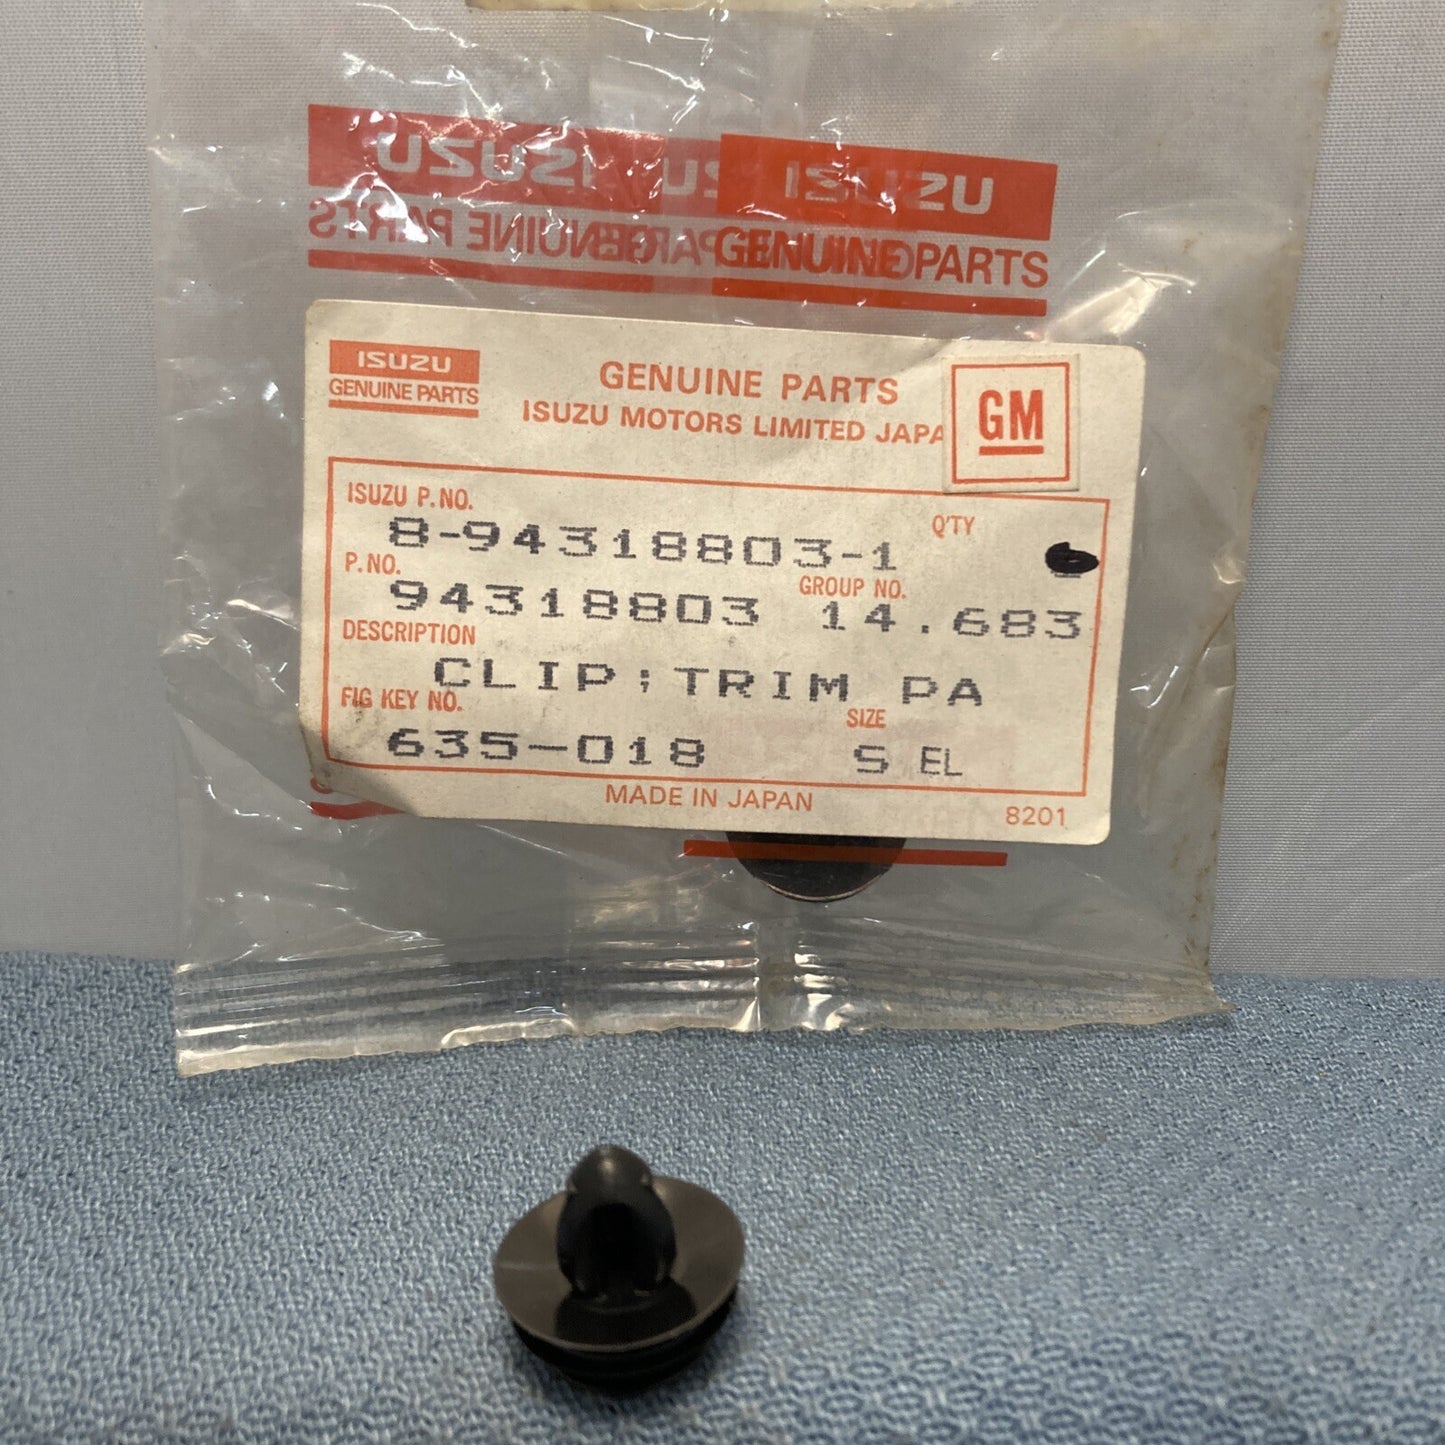 ISUZU ISUZU
GENUINE PARTS GENUINE PARTS
ISUZU
GENUINE PARTS
GENUINE PARTS
ISUZU MOTORS LIMITED JAPA
GM
ISUZU P.NO.
8-94318803-1
Q'TY
P.NO.
94318803
GROUP NO.
14.683
DESCRIPTION
CLIP;TRIM PA
FIG KEY NO.
635-018
SIZE
S EL
MADE IN JAPAN
8201